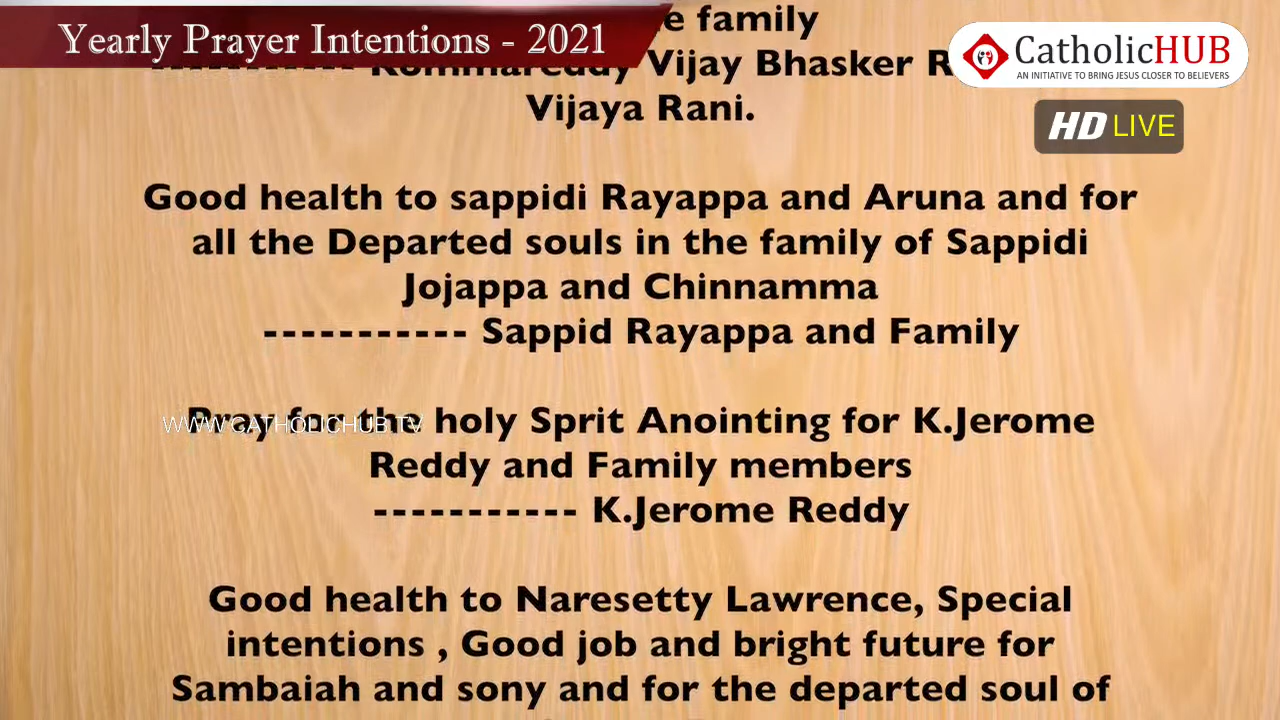 Yearly Prayer Intentions - 2021
family
Vijay Bhasker
Vijaya Rani.
CatholicHUB
AN INITIATIVE TO BRING JESUS CLOSER TO BELIEVERS
HD LIVE
Good health to sappidi Rayappa and Aruna and for
all the Departed souls in the family of Sappidi
Jojappa and Chinnamma
----------- Sappid Rayappa and Family
WWW.CATHOLICHUB.TV
Pray for the holy Sprit Anointing for K.Jerome
Reddy and Family members
----------- K.Jerome Reddy
Good health to Naresetty Lawrence, Special
intentions , Good job and bright future for
Sambaiah and sony and for the departed soul of